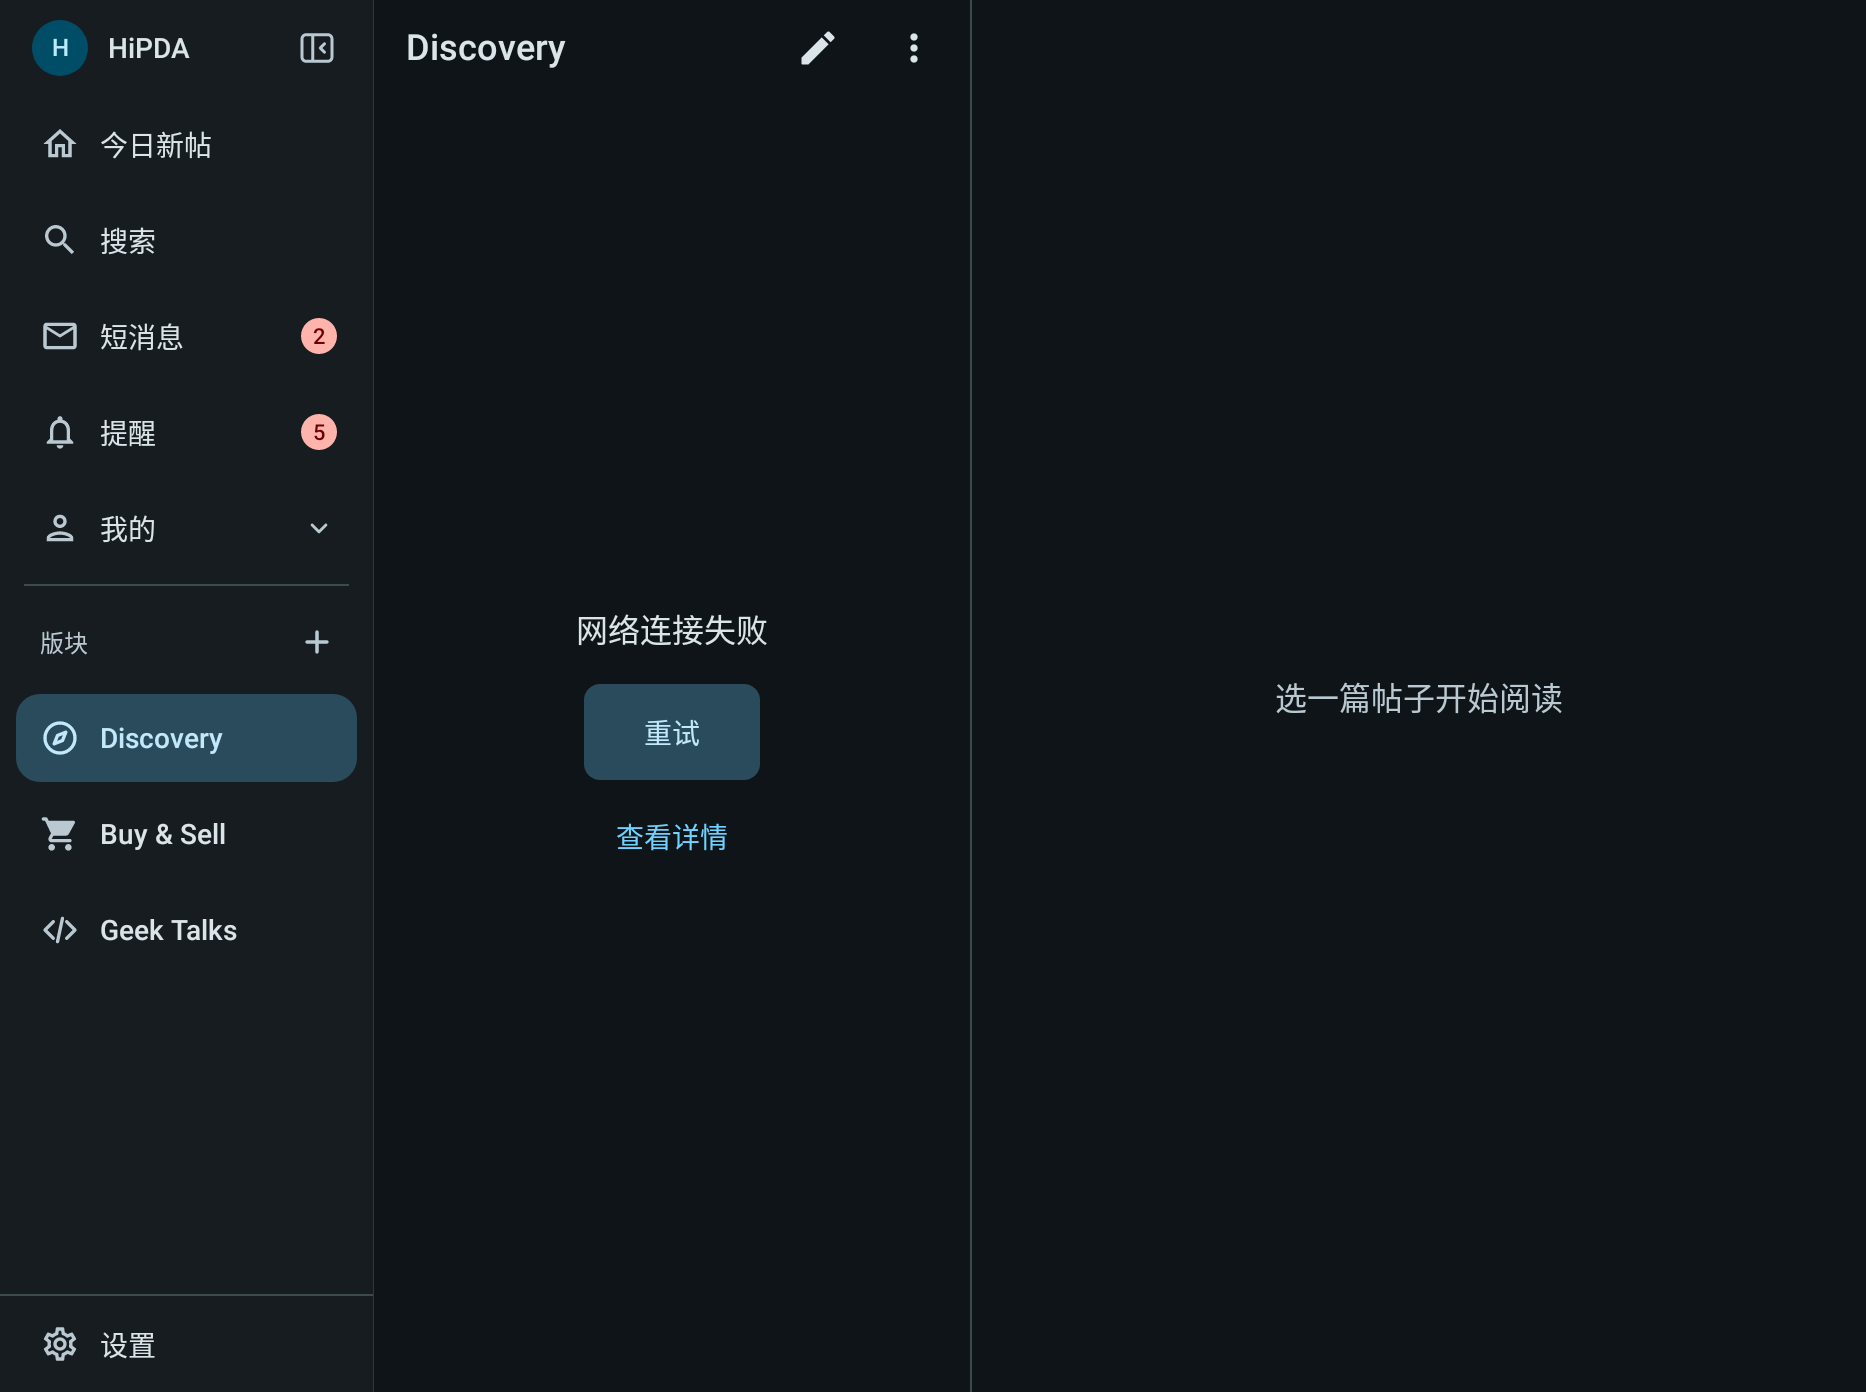 H
HiPDA
今日新帖
搜索
短消息
2
提醒
5
我的
版块
Discovery
Buy & Sell
Geek Talks
设置
Discovery
网络连接失败
重试
查看详情
选一篇帖子开始阅读